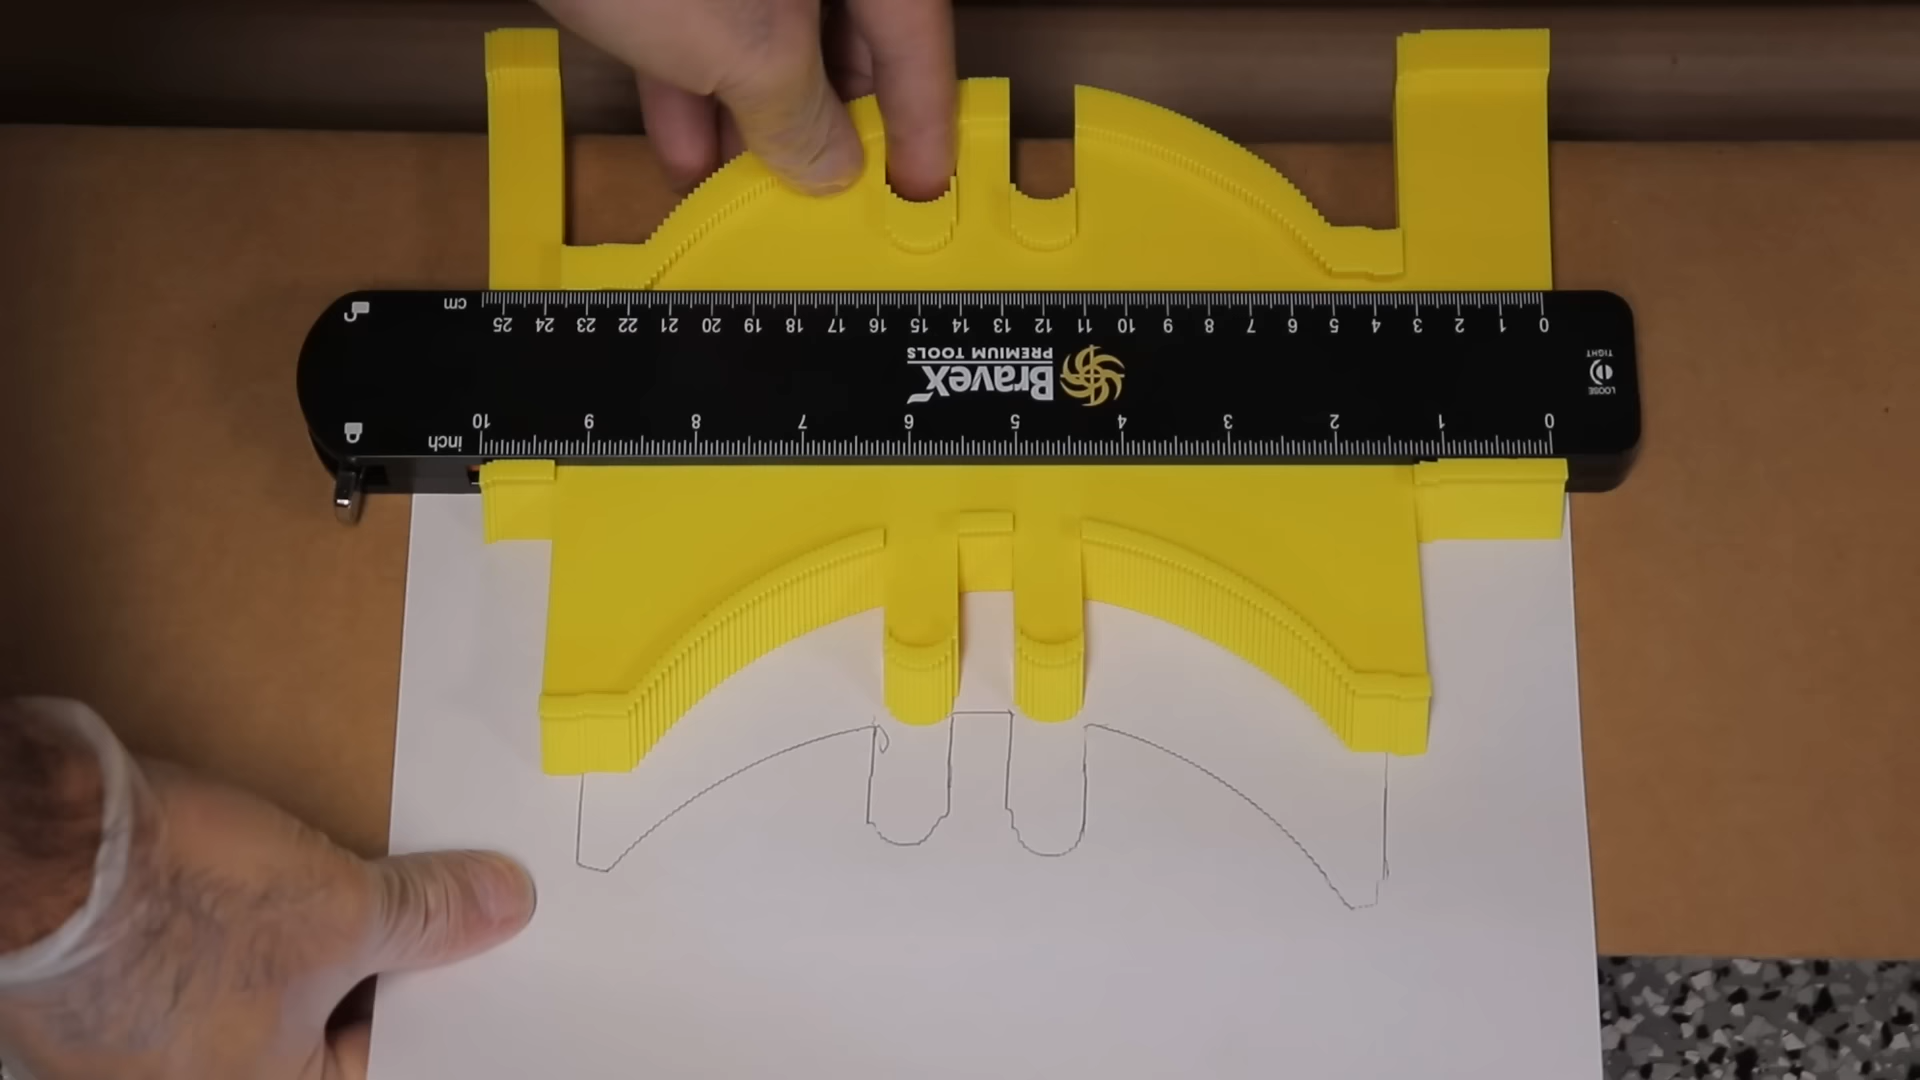 0 1 2 3 4 5 6 7 8 9 10 inch
LOOSE
TIGHT
Bravex
PREMIUM TOOLS
0 1 2 3 4 5 6 7 8 9 10 11 12 13 14 15 16 17 18 19 20 21 22 23 24 25 cm